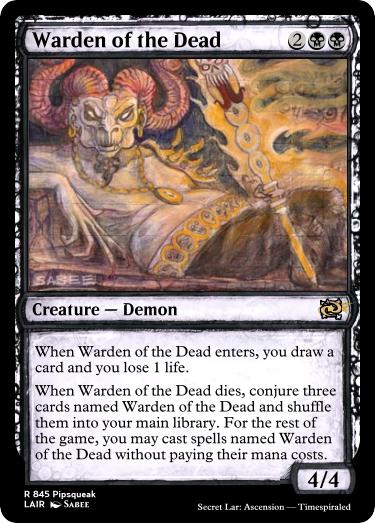 Warden of the Dead 2
SABEE
Creature — Demon
When Warden of the Dead enters, you draw a
card and you lose 1 life.
When Warden of the Dead dies, conjure three
cards named Warden of the Dead and shuffle
them into your main library. For the rest of
the game, you may cast spells named Warden
of the Dead without paying their mana costs.
4/4
R 845 Pipsqueak
LAIR SABEE
Secret Lar: Ascension — Timespiraled